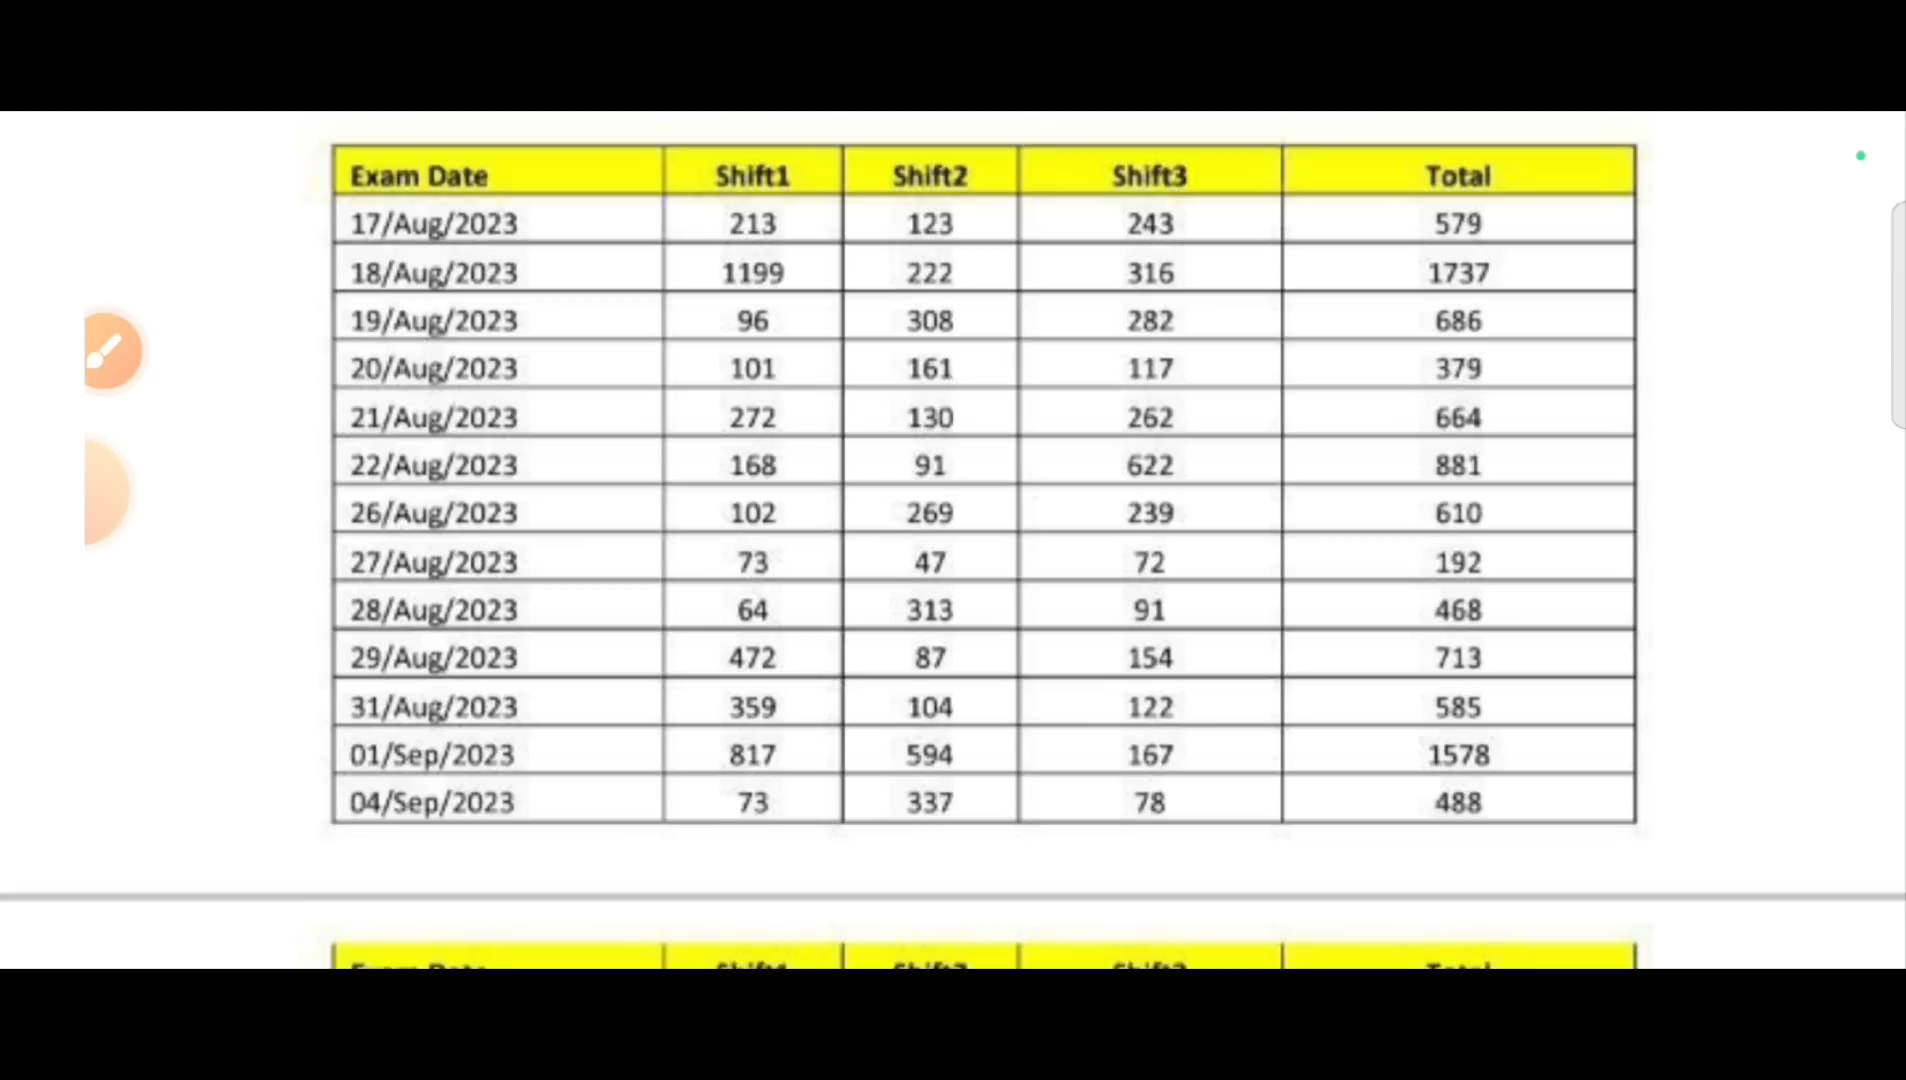 Exam Date Shift1 Shift2 Shift3 Total
17/Aug/2023 213 123 243 579
18/Aug/2023 1199 222 316 1737
19/Aug/2023 96 308 282 686
20/Aug/2023 101 161 117 379
21/Aug/2023 272 130 262 664
22/Aug/2023 168 91 622 881
26/Aug/2023 102 269 239 610
27/Aug/2023 73 47 72 192
28/Aug/2023 64 313 91 468
29/Aug/2023 472 87 154 713
31/Aug/2023 359 104 122 585
01/Sep/2023 817 594 167 1578
04/Sep/2023 73 337 78 488